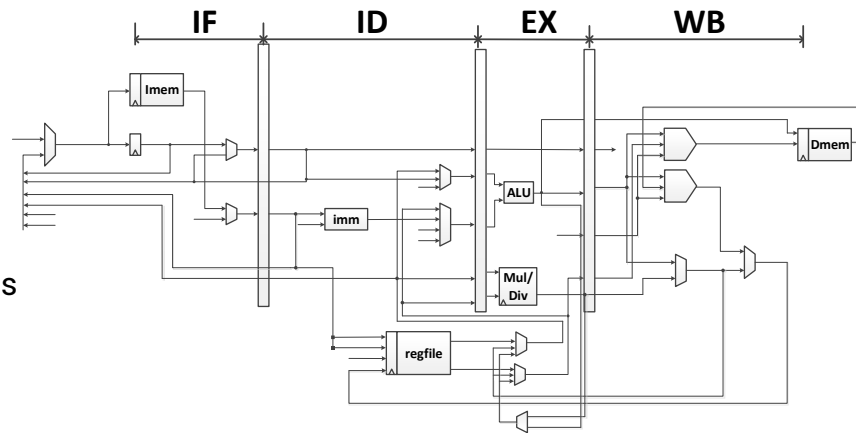 IF ID EX WB
Imem
Dmem
ALU
imm
s
Mul/
Div
regfile